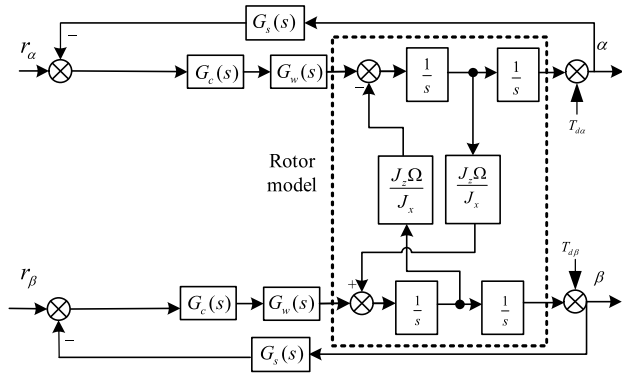 G_s(s)
−
r_α
G_c(s)
G_w(s)
−
1/s
1/s
α
T_dα
Rotor model
J_zΩ/J_x
J_zΩ/J_x
r_β
G_c(s)
G_w(s)
+
1/s
1/s
T_dβ
β
−
G_s(s)